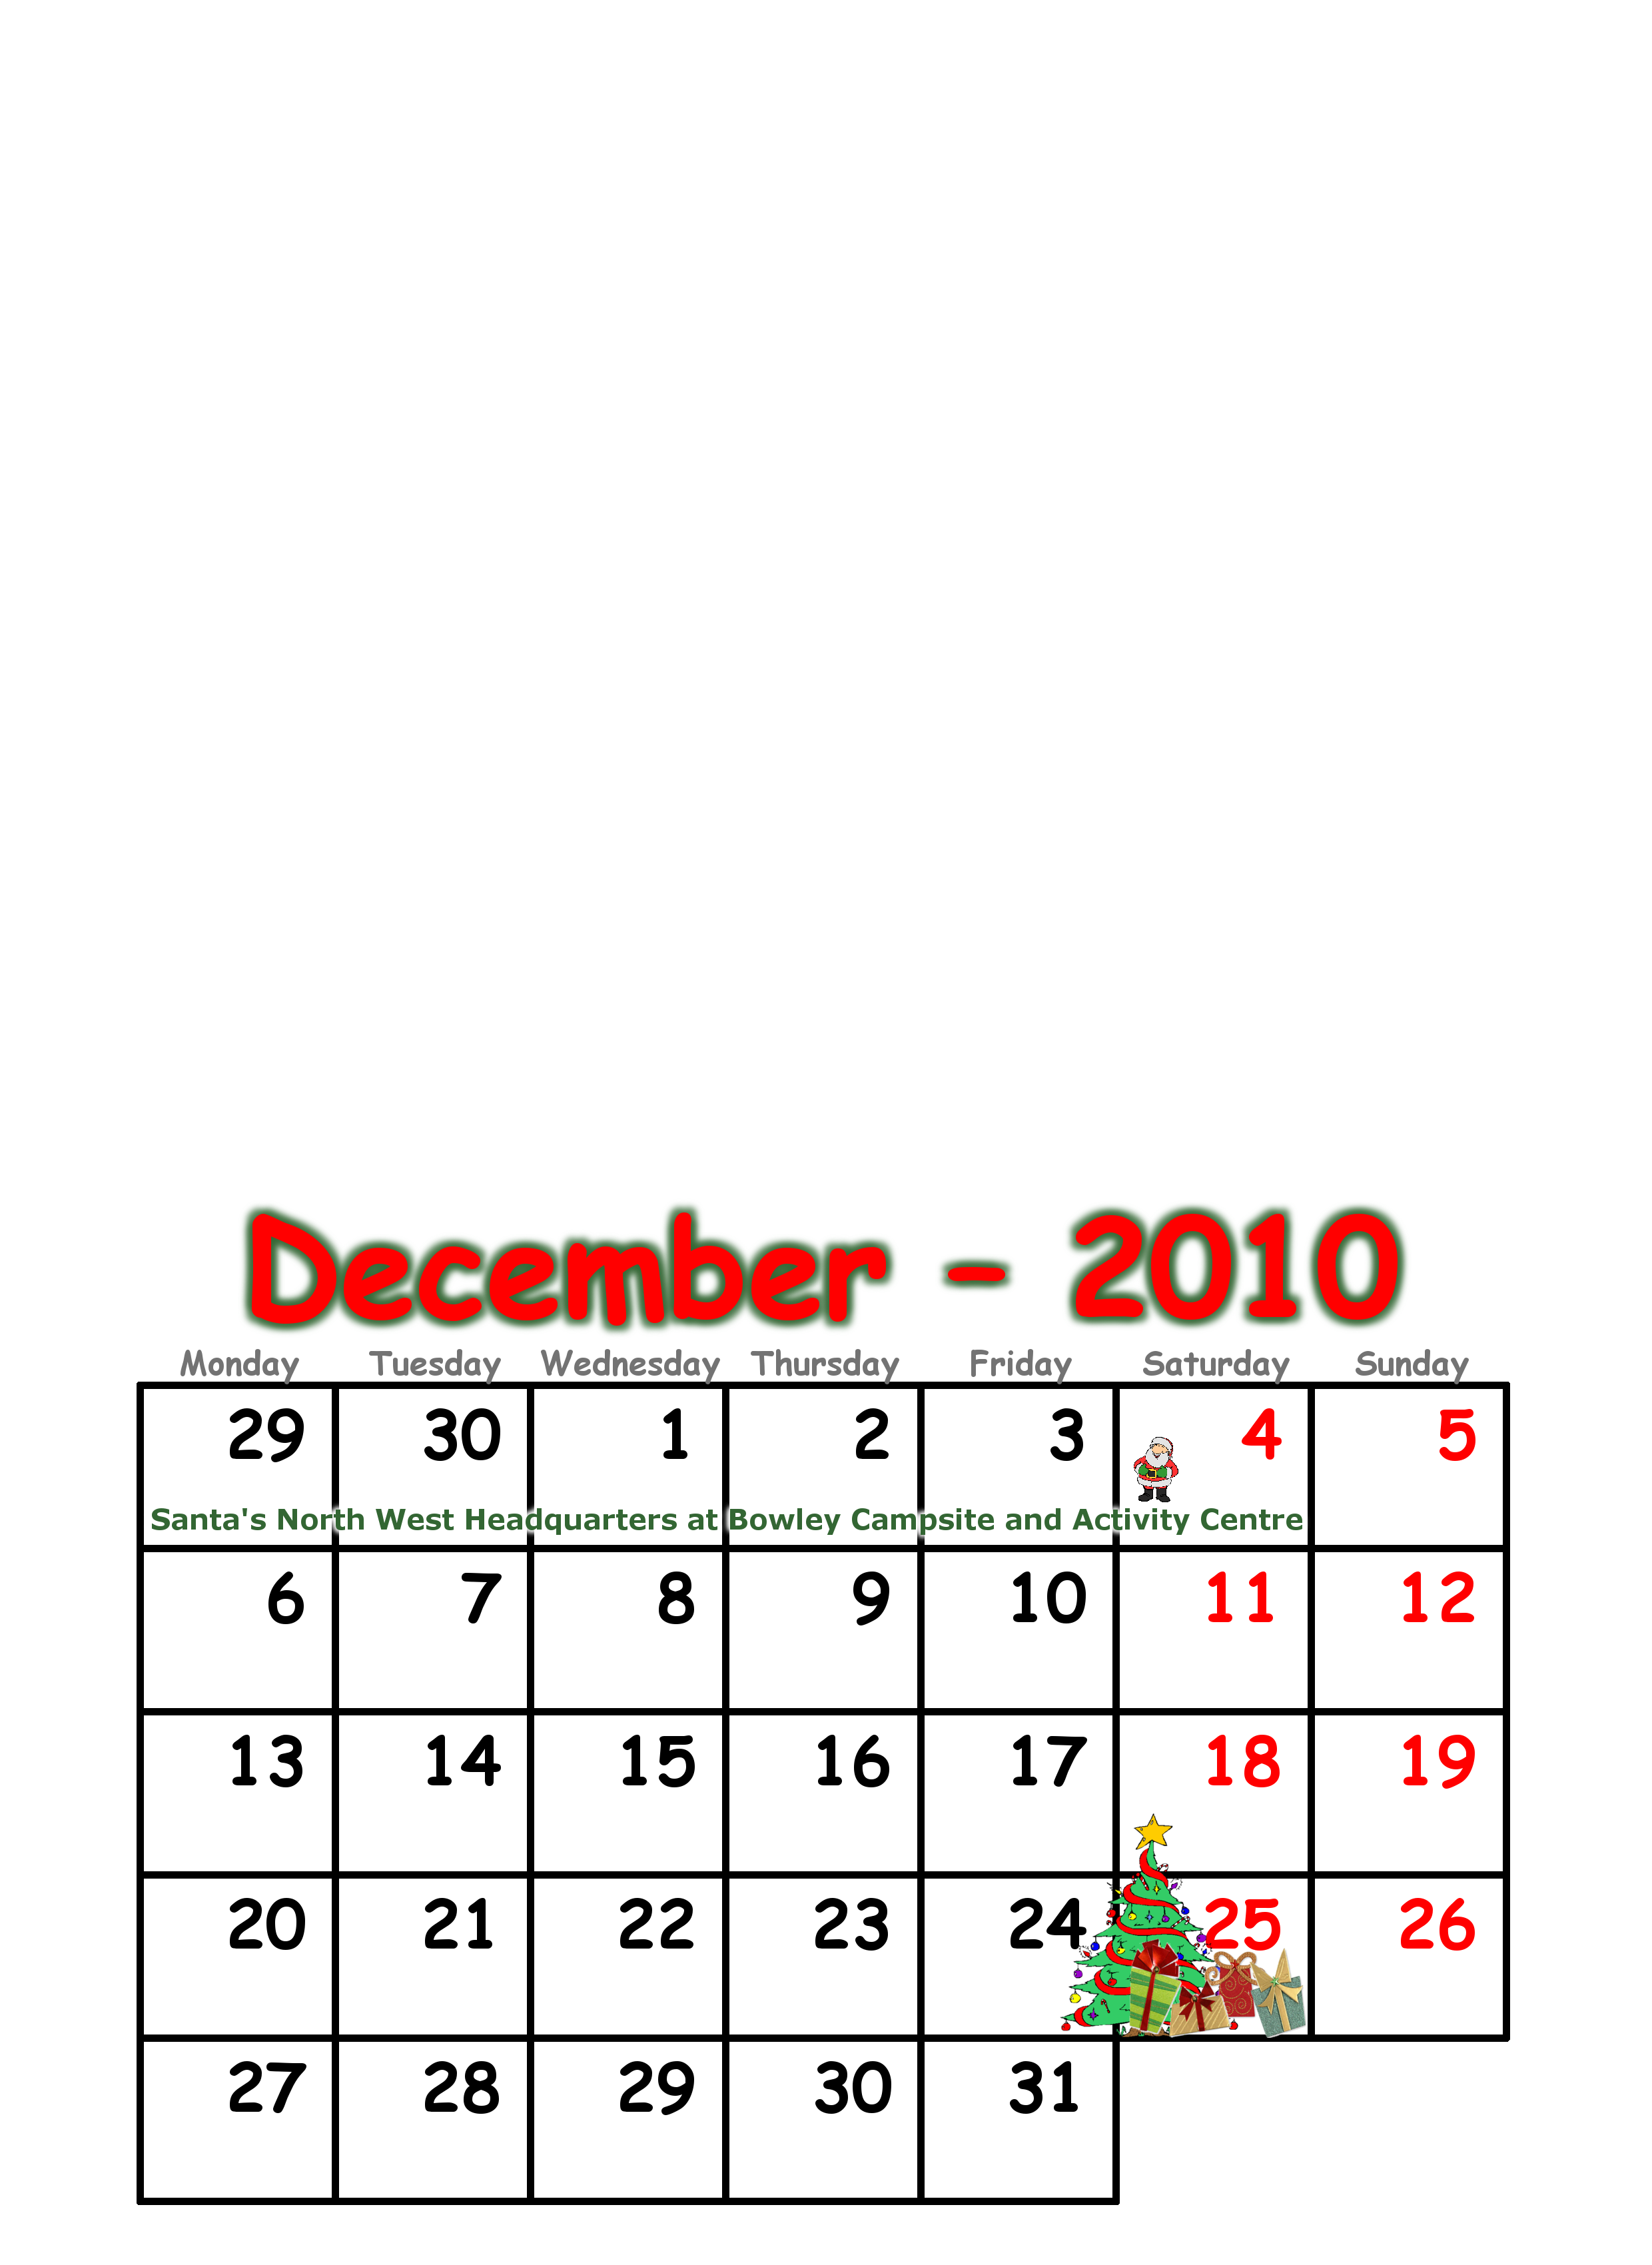 December - 2010
Monday Tuesday Wednesday Thursday Friday Saturday Sunday
29 30 1 2 3 4 5
Santa's North West Headquarters at Bowley Campsite and Activity Centre
6 7 8 9 10 11 12
13 14 15 16 17 18 19
20 21 22 23 24 25 26
27 28 29 30 31